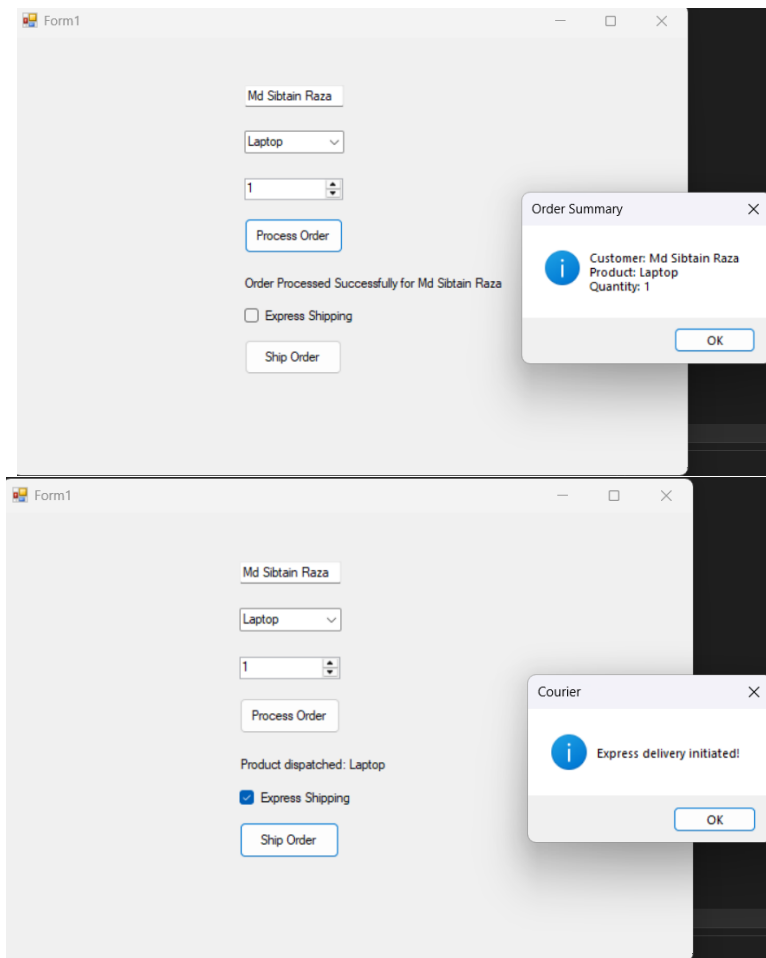 Form1
Md Sibtain Raza
Laptop
1
Process Order
Order Processed Successfully for Md Sibtain Raza
Express Shipping
Ship Order
Order Summary
Customer: Md Sibtain Raza
Product: Laptop
Quantity: 1
OK
Form1
Md Sibtain Raza
Laptop
1
Process Order
Product dispatched: Laptop
Express Shipping
Ship Order
Courier
Express delivery initiated!
OK